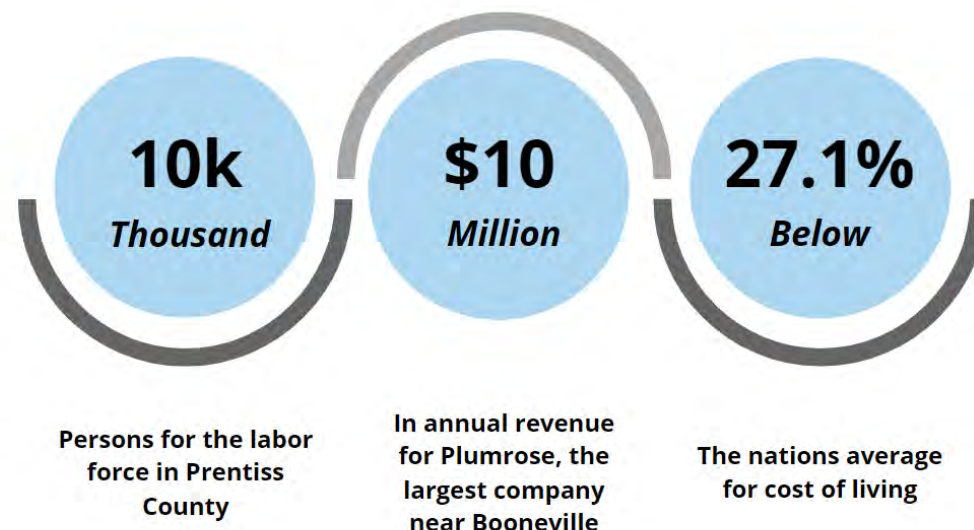 10k
Thousand
Persons for the labor
force in Prentiss
County
$10
Million
In annual revenue
for Plumrose, the
largest company
near Booneville
27.1%
Below
The nations average
for cost of living